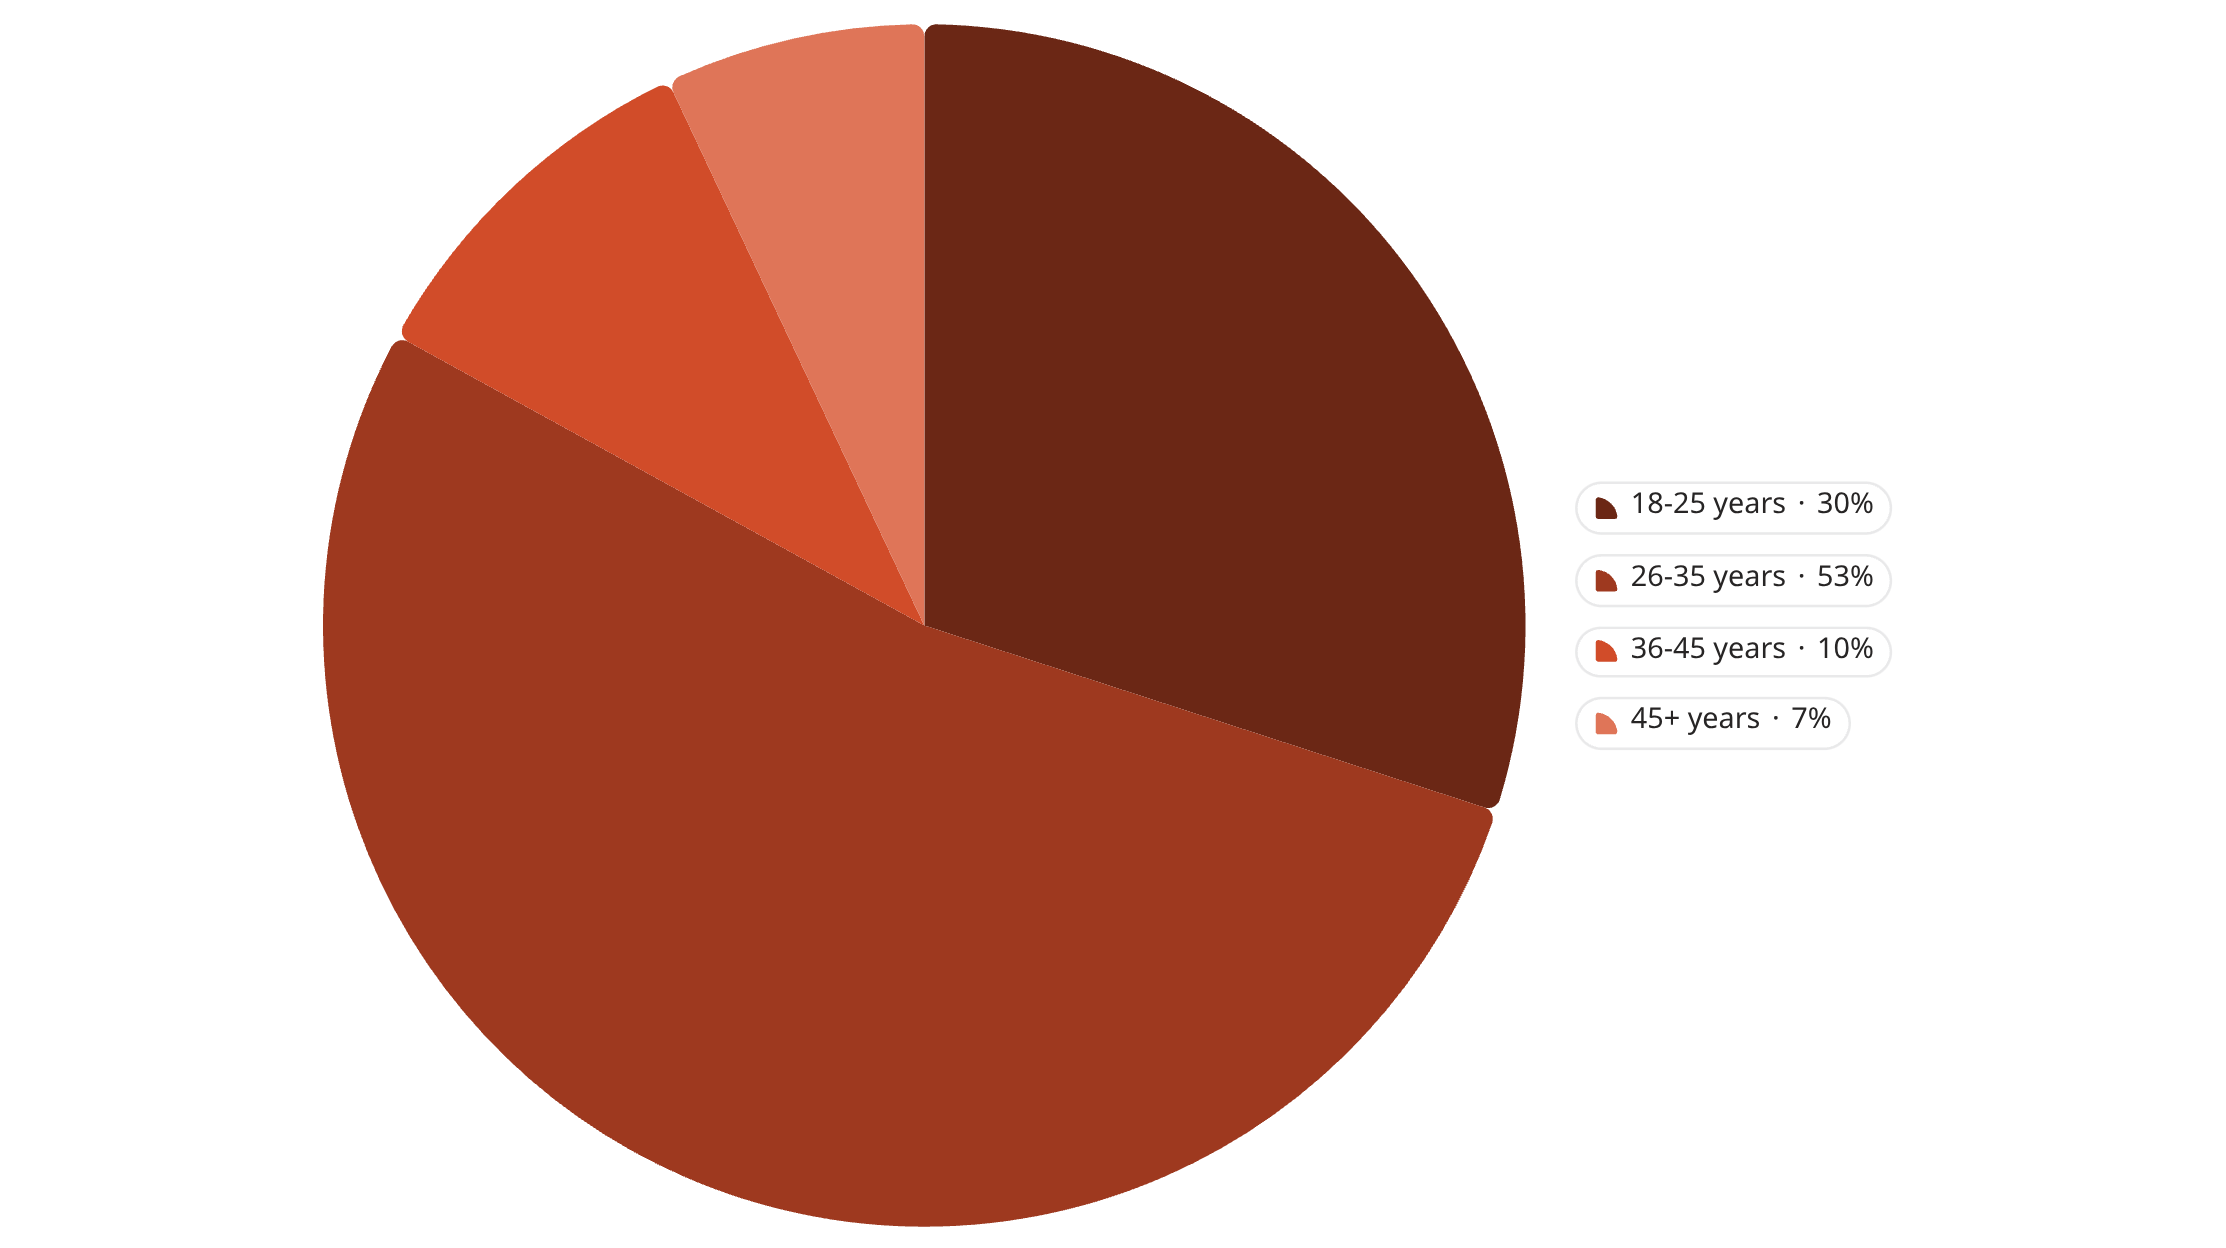 18-25 years · 30%
26-35 years · 53%
36-45 years · 10%
45+ years · 7%